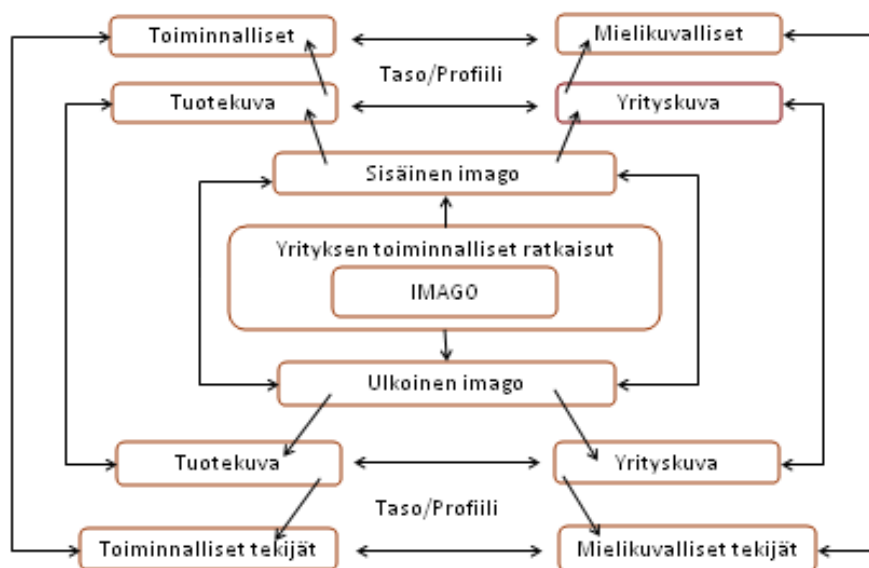 Toiminnalliset
Mielikuvalliset
Taso/Profiili
Tuotekuva
Yrityskuva
Sisäinen imago
Yrityksen toiminnalliset ratkaisut
IMAGO
Ulkoinen imago
Tuotekuva
Yrityskuva
Taso/Profiili
Toiminnalliset tekijät
Mielikuvalliset tekijät